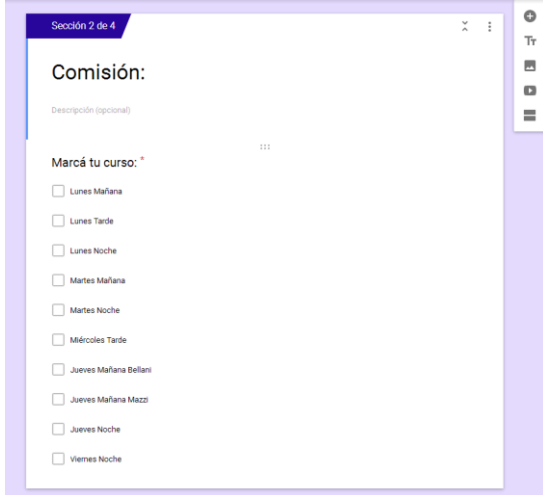 Sección 2 de 4
Comisión:
Descripción (opcional)
Marcá tu curso: *
Lunes Mañana
Lunes Tarde
Lunes Noche
Martes Mañana
Martes Noche
Miércoles Tarde
Jueves Mañana Bellani
Jueves Mañana Mazzi
Jueves Noche
Viernes Noche
Tт